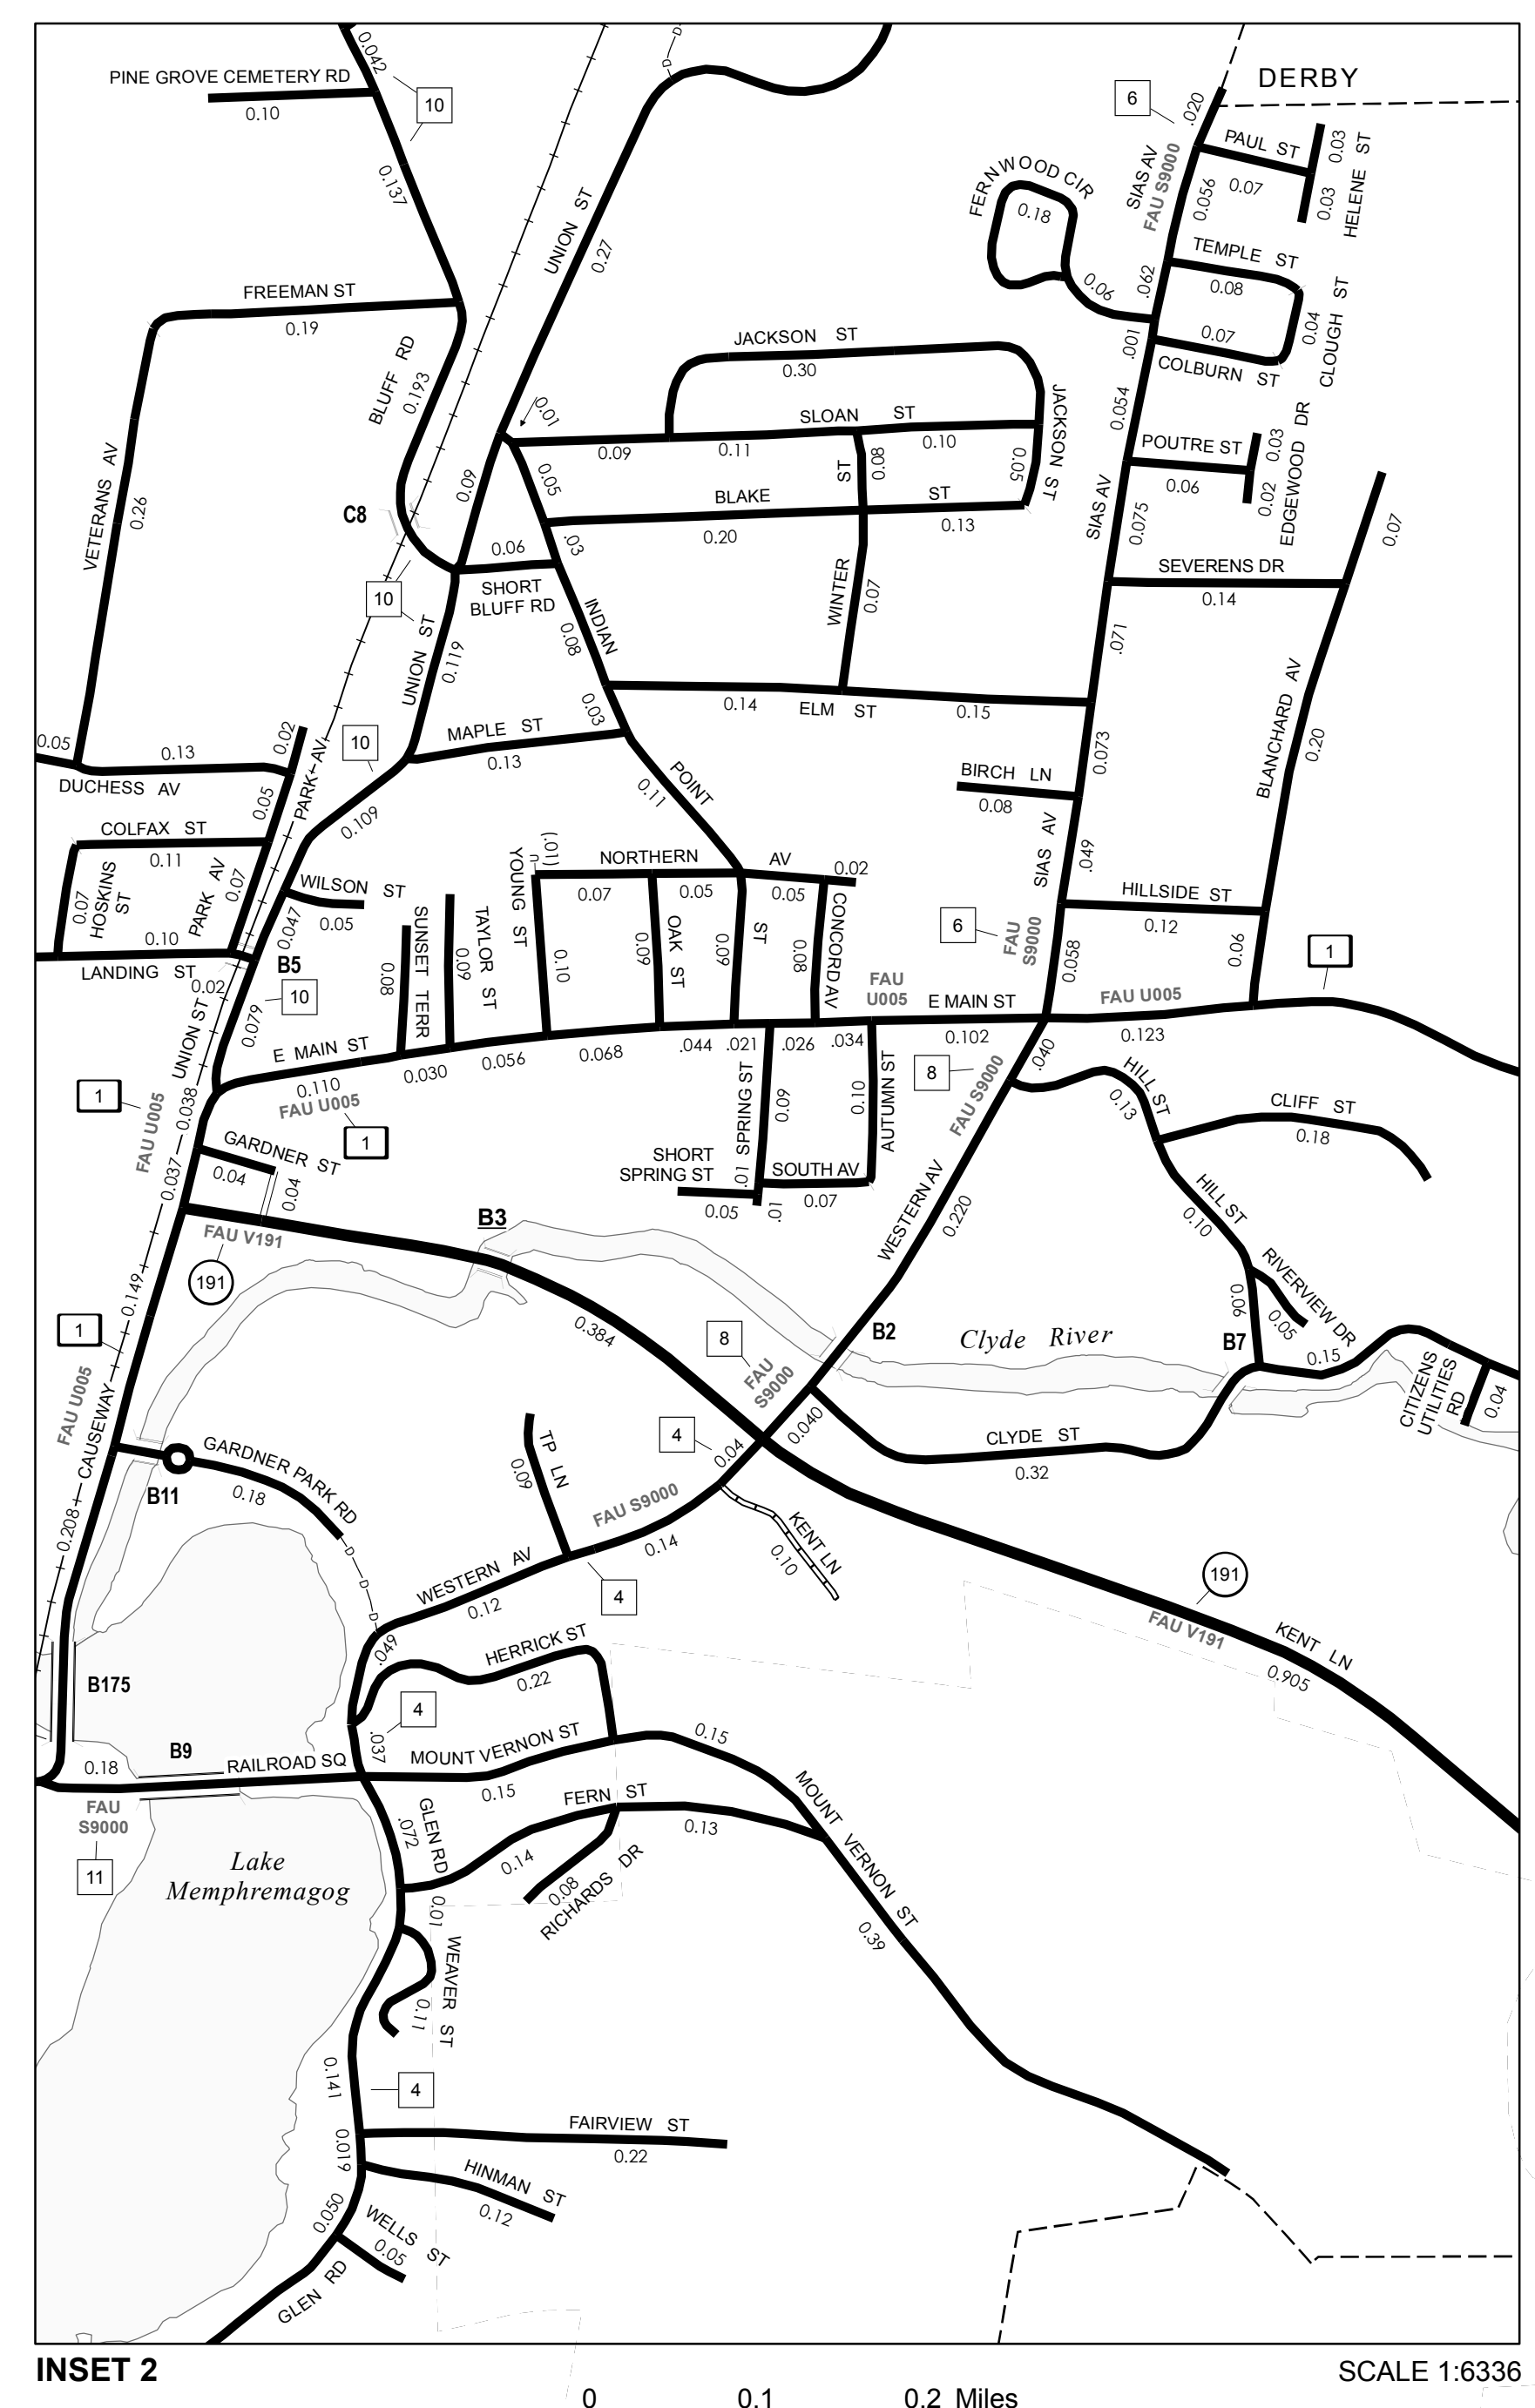 0.042
PINE GROVE CEMETERY RD
0.10
10
0.137
D
D
DERBY
6
.020
SIAS AV
FAU S9000
PAUL ST
0.07
0.03
0.03
HELENE ST
0.056
FERNWOOD CIR
0.18
0.06
.062
TEMPLE ST
0.08
0.04
CLOUGH ST
0.07
COLBURN ST
.001
UNION ST
0.27
FREEMAN ST
0.19
BLUFF RD
0.193
JACKSON ST
0.30
JACKSON ST
0.05
0.01
SLOAN ST
0.09
0.11
0.10
0.054
POUTRE ST
0.06
0.03
0.02
EDGEWOOD DR
VETERANS AV
0.26
C8
0.09
0.05
BLAKE ST
0.20
0.13
ST
0.08
SIAS AV
0.075
0.07
SEVERENS DR
0.14
0.06
SHORT
BLUFF RD
.03
INDIAN
0.08
WINTER
0.07
.071
10
UNION ST
0.119
0.03
ELM ST
0.14
0.15
BLANCHARD AV
0.20
0.05
0.13
DUCHESS AV
0.02
PARK AV
10
MAPLE ST
0.13
POINT
0.11
0.073
BIRCH LN
0.08
0.05
COLFAX ST
0.11
0.109
HOSKINS
ST
0.07
PARK AV
0.07
(.01)
YOUNG ST
NORTHERN AV
0.07
0.05
0.05
0.02
SIAS AV
.049
WILSON ST
0.05
0.047
HILLSIDE ST
0.12
0.10
LANDING ST
0.02
B5
10
0.079
SUNSET TERR
0.08
TAYLOR ST
0.09
0.10
OAK ST
0.09
ST
0.09
CONCORD AV
0.08
6
FAU
S9000
0.058
0.06
1
FAU
U005
E MAIN ST
0.102
FAU U005
0.123
UNION ST
E MAIN ST
0.110
0.030
0.056
0.068
.044
.021
.026
.034
FAU U005
1
1
FAU U005
0.038
0.037
GARDNER ST
0.04
0.04
SPRING ST
0.09
0.10
AUTUMN ST
8
FAU S9000
.040
HILL ST
0.13
CLIFF ST
0.18
SHORT
SPRING ST
0.05
.01
.01
SOUTH AV
0.07
WESTERN AV
0.220
HILL ST
0.10
RIVERVIEW DR
0.05
0.06
B3
FAU V191
191
0.149
1
0.384
8
FAU
S9000
B2
Clyde River
B7
0.15
CITIZENS
UTILITIES
RD
0.04
FAU U005
CAUSEWAY
0.040
CLYDE ST
0.32
4
0.04
TP LN
0.09
GARDNER PARK RD
0.18
B11
0.208
FAU S9000
0.14
KENT LN
0.10
D
D
D
WESTERN AV
0.12
4
191
FAU V191
KENT LN
0.905
.049
HERRICK ST
0.22
B175
4
.037
MOUNT VERNON ST
0.15
0.15
B9
0.18
RAILROAD SQ
FAU
S9000
11
FERN ST
0.14
0.13
MOUNT VERNON ST
0.39
GLEN RD
.072
0.08
RICHARDS DR
Lake
Memphremagog
0.01
WEAVER ST
0.11
0.141
4
FAIRVIEW ST
0.22
0.019
HINMAN ST
0.12
0.050
WELLS ST
0.05
GLEN RD
INSET 2
SCALE 1:6336
0 0.1 0.2 Miles